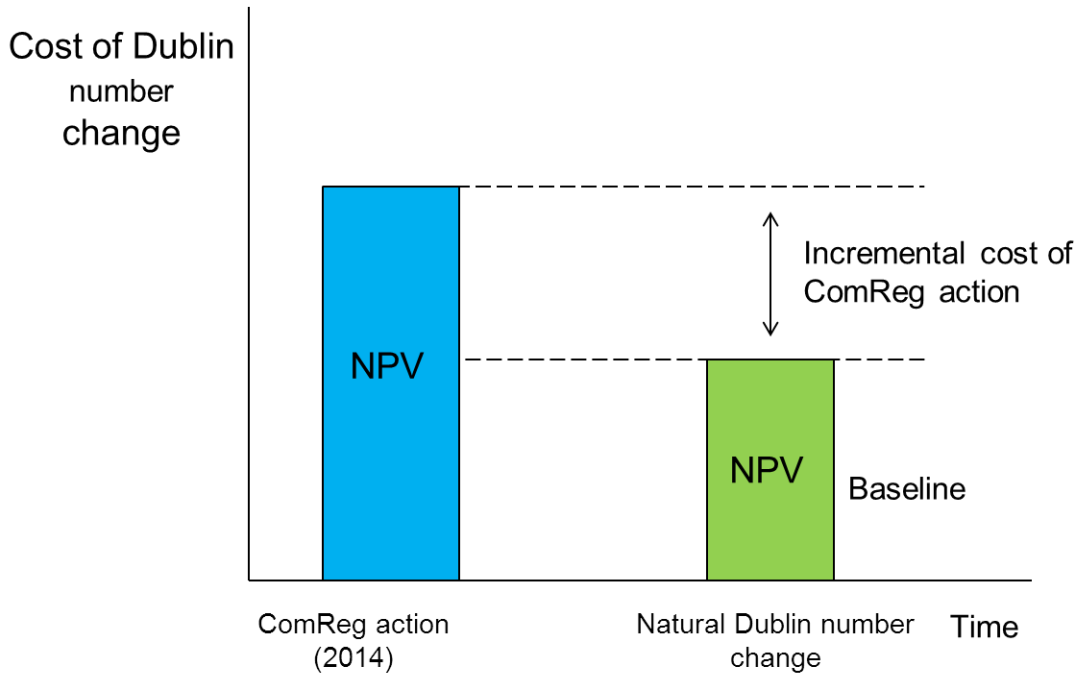 Cost of Dublin
number
change
Incremental cost of
ComReg action
NPV
NPV
Baseline
ComReg action
(2014)
Natural Dublin number
change
Time